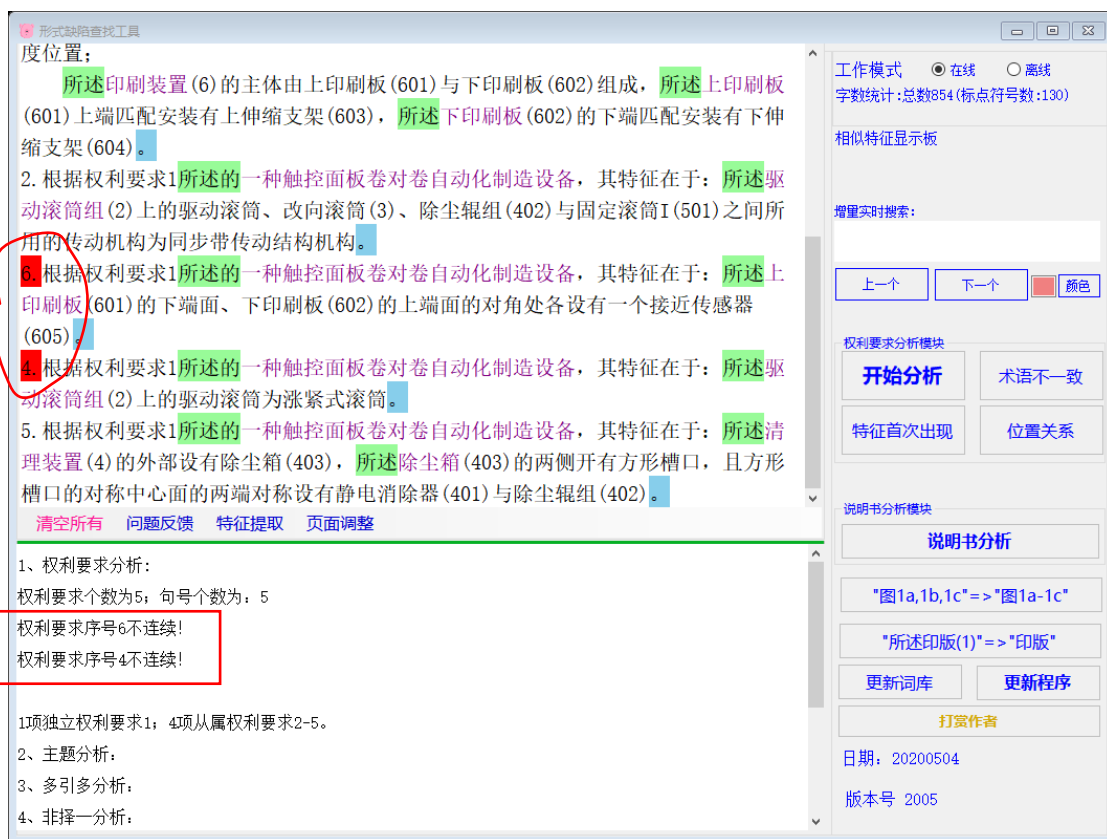 形式缺陷查找工具
度位置；
所述印刷装置(6)的主体由上印刷板(601)与下印刷板(602)组成，所述上印刷板
(601)上端匹配安装有上伸缩支架(603)，所述下印刷板(602)的下端匹配安装有下伸
缩支架(604)。
2.根据权利要求1所述的一种触控面板卷对卷自动化制造设备，其特征在于：所述驱
动滚筒组(2)上的驱动滚筒、改向滚筒(3)、除尘辊组(402)与固定滚筒I(501)之间所
用的传动机构为同步带传动结构机构。
6.根据权利要求1所述的一种触控面板卷对卷自动化制造设备，其特征在于：所述上
印刷板(601)的下端面、下印刷板(602)的上端面的对角处各设有一个接近传感器
(605)。
4.根据权利要求1所述的一种触控面板卷对卷自动化制造设备，其特征在于：所述驱
动滚筒组(2)上的驱动滚筒为涨紧式滚筒。
5.根据权利要求1所述的一种触控面板卷对卷自动化制造设备，其特征在于：所述清
理装置(4)的外部设有除尘箱(403)，所述除尘箱(403)的两侧开有方形槽口，且方形
槽口的对称中心面的两端对称设有静电消除器(401)与除尘辊组(402)。
清空所有 问题反馈 特征提取 页面调整
1、权利要求分析:
权利要求个数为5；句号个数为：5
权利要求序号6不连续!
权利要求序号4不连续!
1项独立权利要求1；4项从属权利要求2-5。
2、主题分析：
3、多引多分析：
4、非择一分析：
工作模式 在线 离线
字数统计:总数854(标点符号数:130)
相似特征显示板
增量实时搜索：
上一个 下一个 颜色
权利要求分析模块
开始分析 术语不一致
特征首次出现 位置关系
说明书分析模块
说明书分析
"图1a,1b,1c"=>"图1a-1c"
"所述印版(1)"=>"印版"
更新词库 更新程序
打赏作者
日期：20200504
版本号 2005